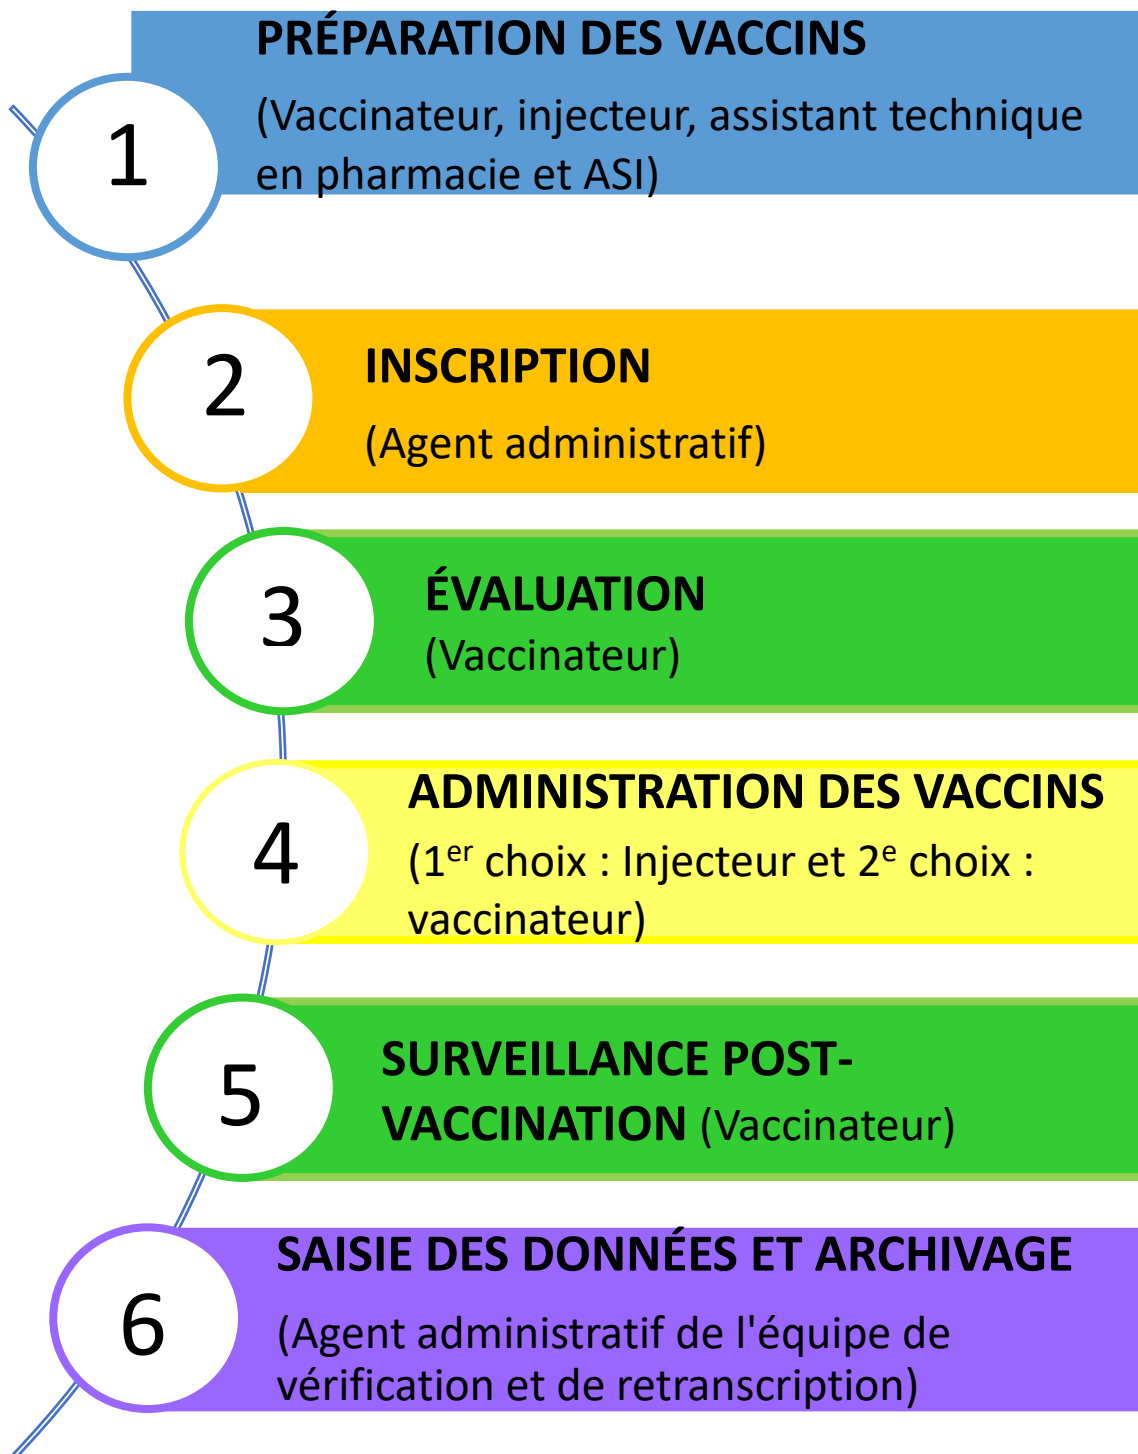 PRÉPARATION DES VACCINS
1
(Vaccinateur, injecteur, assistant technique
en pharmacie et ASI)
2
INSCRIPTION
(Agent administratif)
3
ÉVALUATION
(Vaccinateur)
4
ADMINISTRATION DES VACCINS
(1er choix : Injecteur et 2e choix :
vaccinateur)
5
SURVEILLANCE POST-
VACCINATION (Vaccinateur)
6
SAISIE DES DONNÉES ET ARCHIVAGE
(Agent administratif de l'équipe de
vérification et de retranscription)